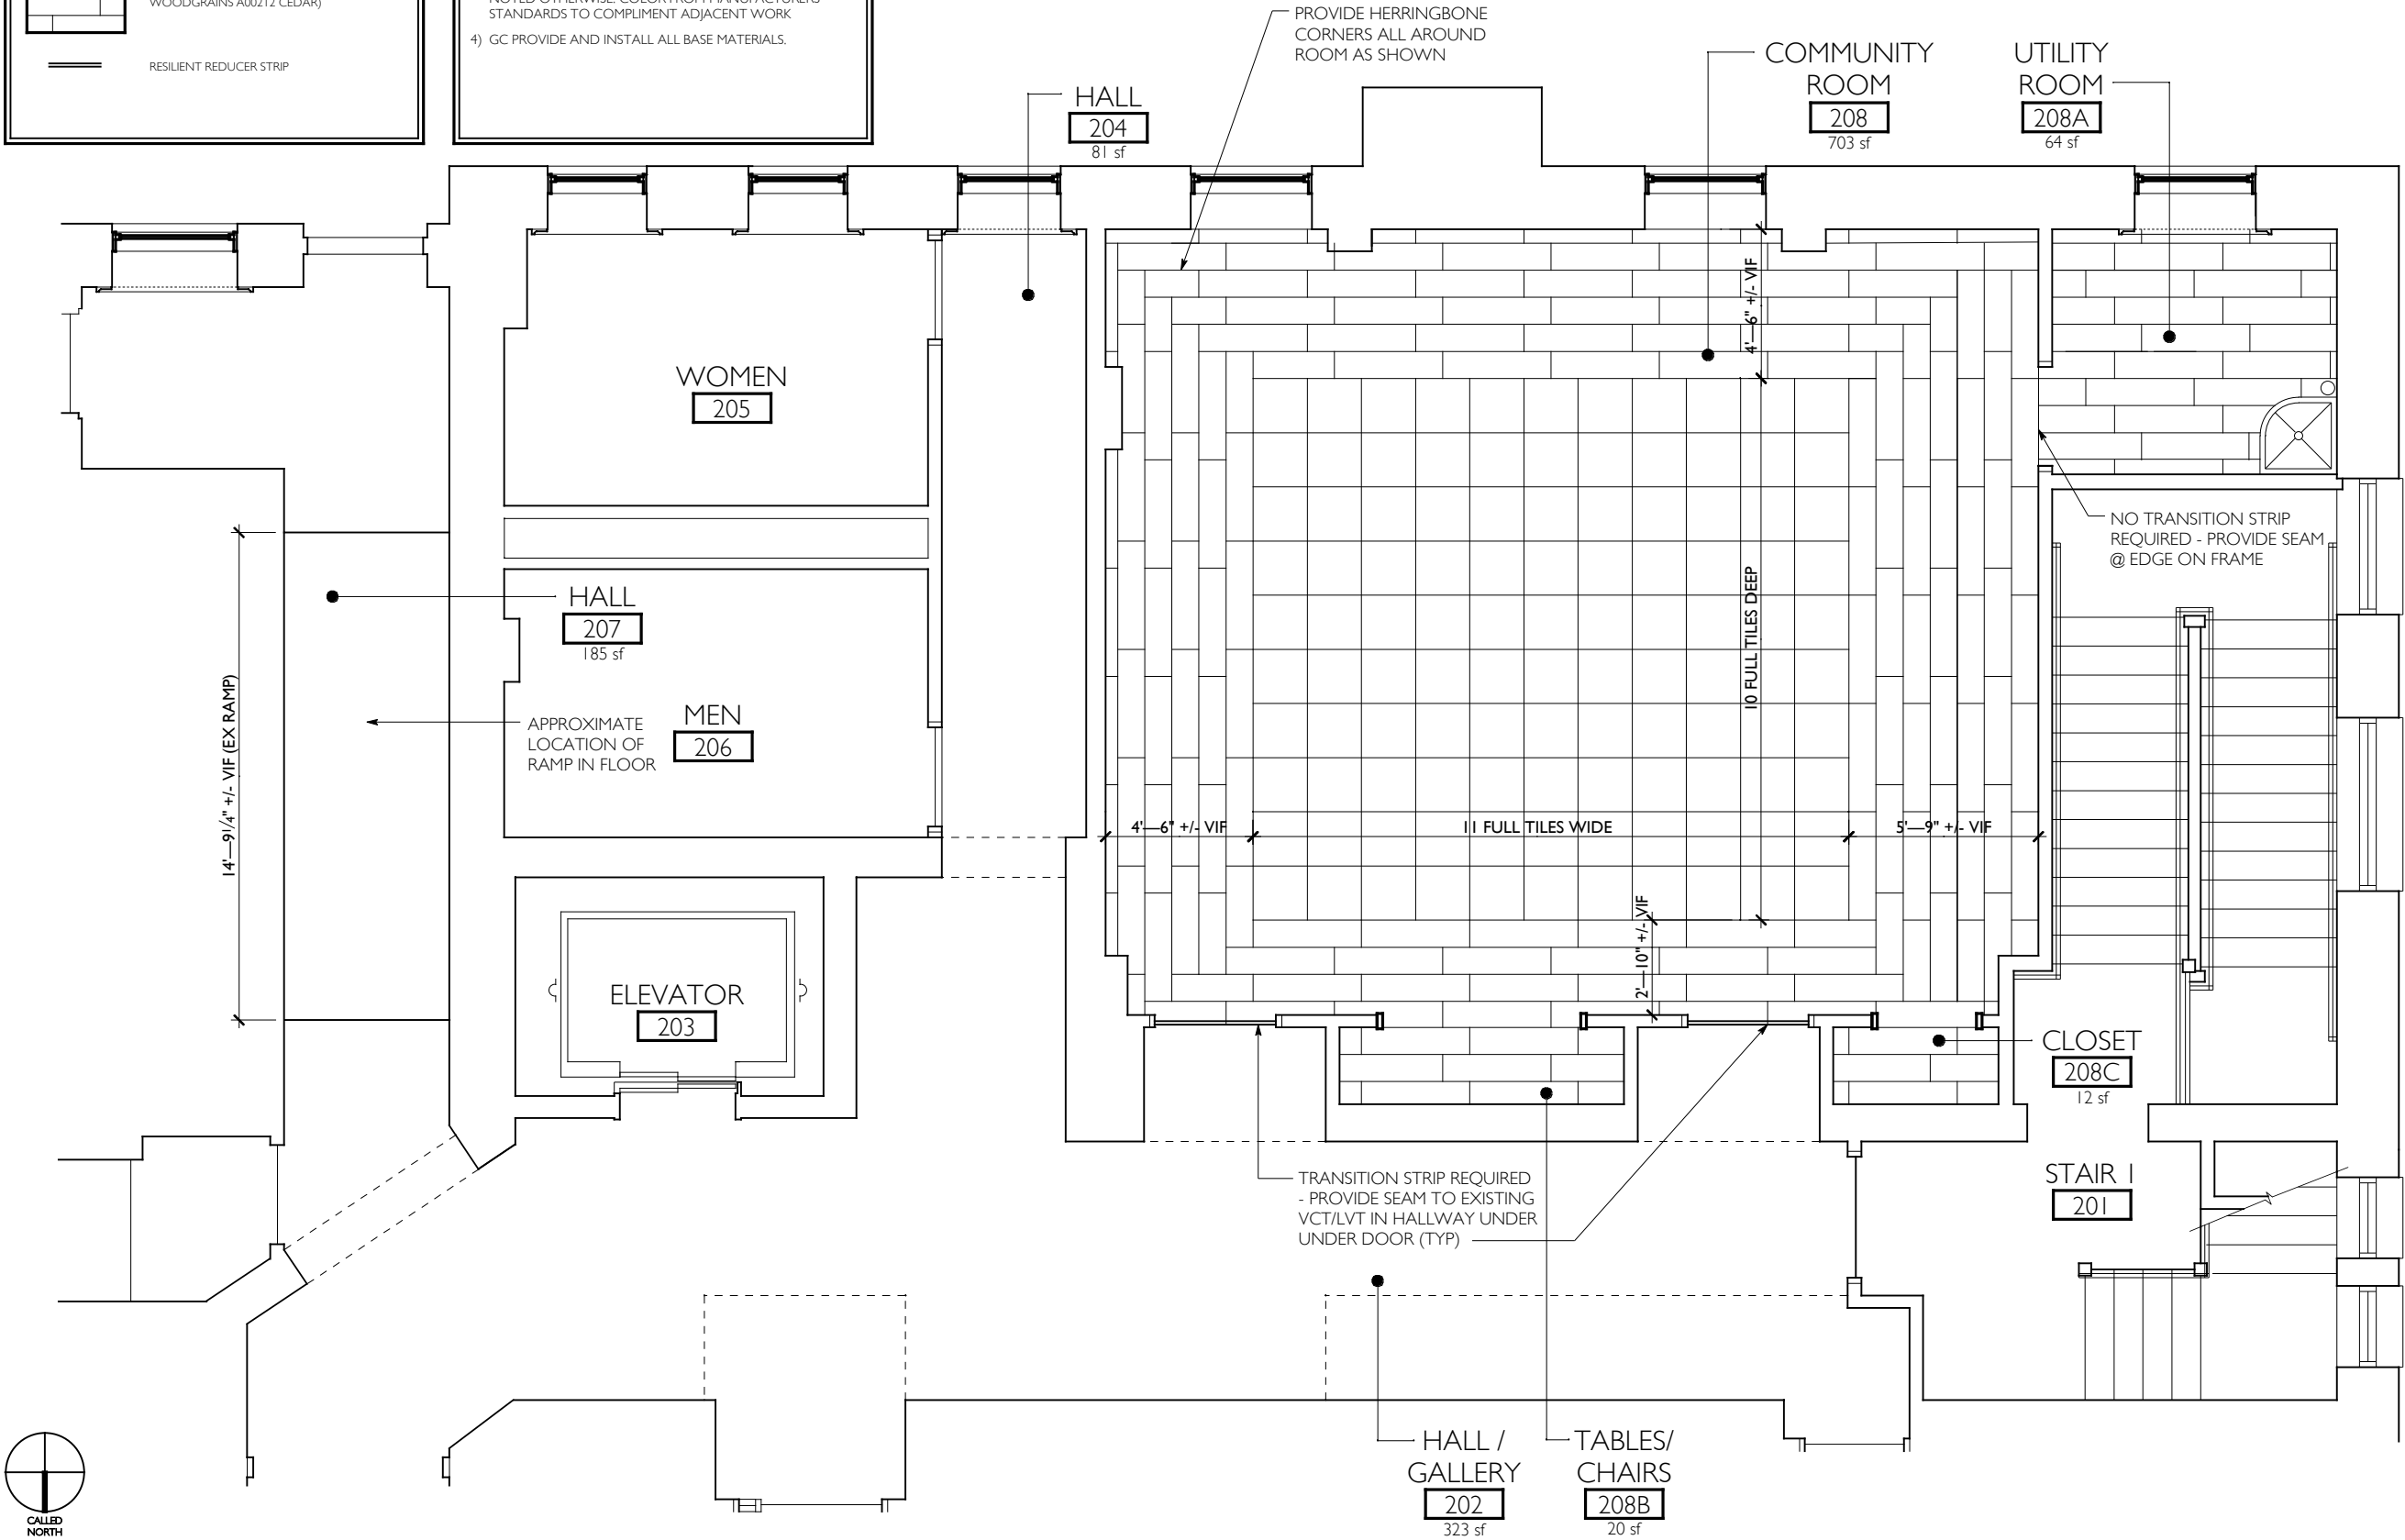 WOODGRAINS A00212 CEDAR)
RESILIENT REDUCER STRIP
NOTED OTHERWISE. COLOR FROM MANUFACTURERS
STANDARDS TO COMPLIMENT ADJACENT WORK
4) GC PROVIDE AND INSTALL ALL BASE MATERIALS.
PROVIDE HERRINGBONE
CORNERS ALL AROUND
ROOM AS SHOWN
COMMUNITY
ROOM
208
703 sf
UTILITY
ROOM
208A
64 sf
HALL
204
81 sf
WOMEN
205
4'—6" +/- VIF
NO TRANSITION STRIP
REQUIRED - PROVIDE SEAM
@ EDGE ON FRAME
HALL
207
185 sf
10 FULL TILES DEEP
14'—9 1/4" +/- VIF (EX RAMP)
APPROXIMATE
LOCATION OF
RAMP IN FLOOR
MEN
206
4'—6" +/- VIF
11 FULL TILES WIDE
5'—9" +/- VIF
2'—10" +/- VIF
ELEVATOR
203
CLOSET
208C
12 sf
TRANSITION STRIP REQUIRED
- PROVIDE SEAM TO EXISTING
VCT/LVT IN HALLWAY UNDER
UNDER DOOR (TYP)
STAIR 1
201
HALL /
GALLERY
202
323 sf
TABLES/
CHAIRS
208B
20 sf
CALLED
NORTH